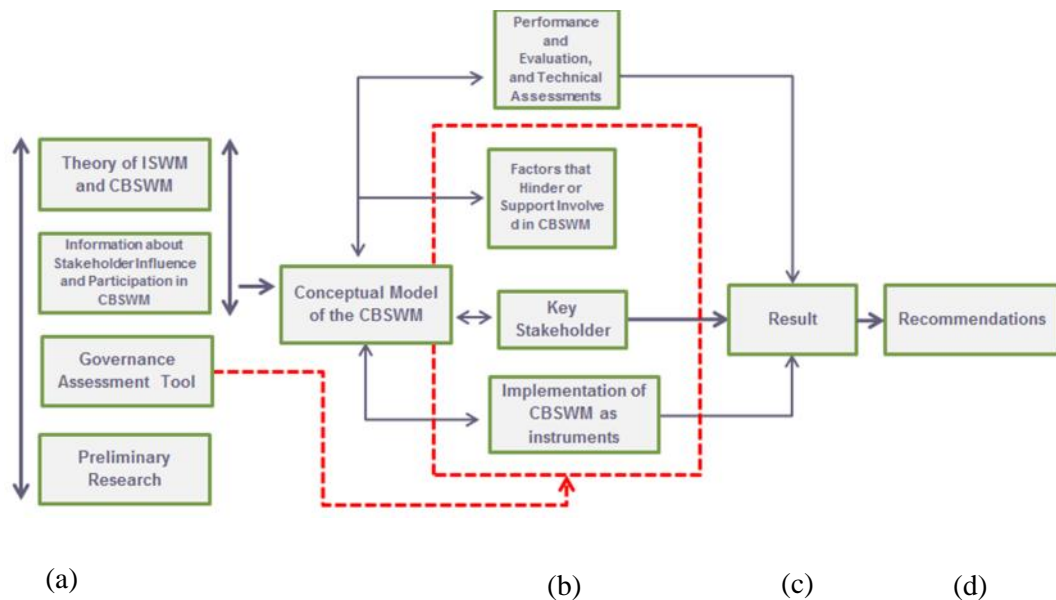 Performance
and
Evaluation,
and Technical
Assessments
Theory of ISWM
and CBSWM
Factors that
Hinder or
Support Involve
d in CBSWM
Information about
Stakeholder Influence
and Participation in
CBSWM
Conceptual Model
of the CBSWM
Key
Stakeholder
Result
Recommendations
Governance
Assessment Tool
Implementation of
CBSWM as
instruments
Preliminary
Research
(a)
(b)
(c)
(d)